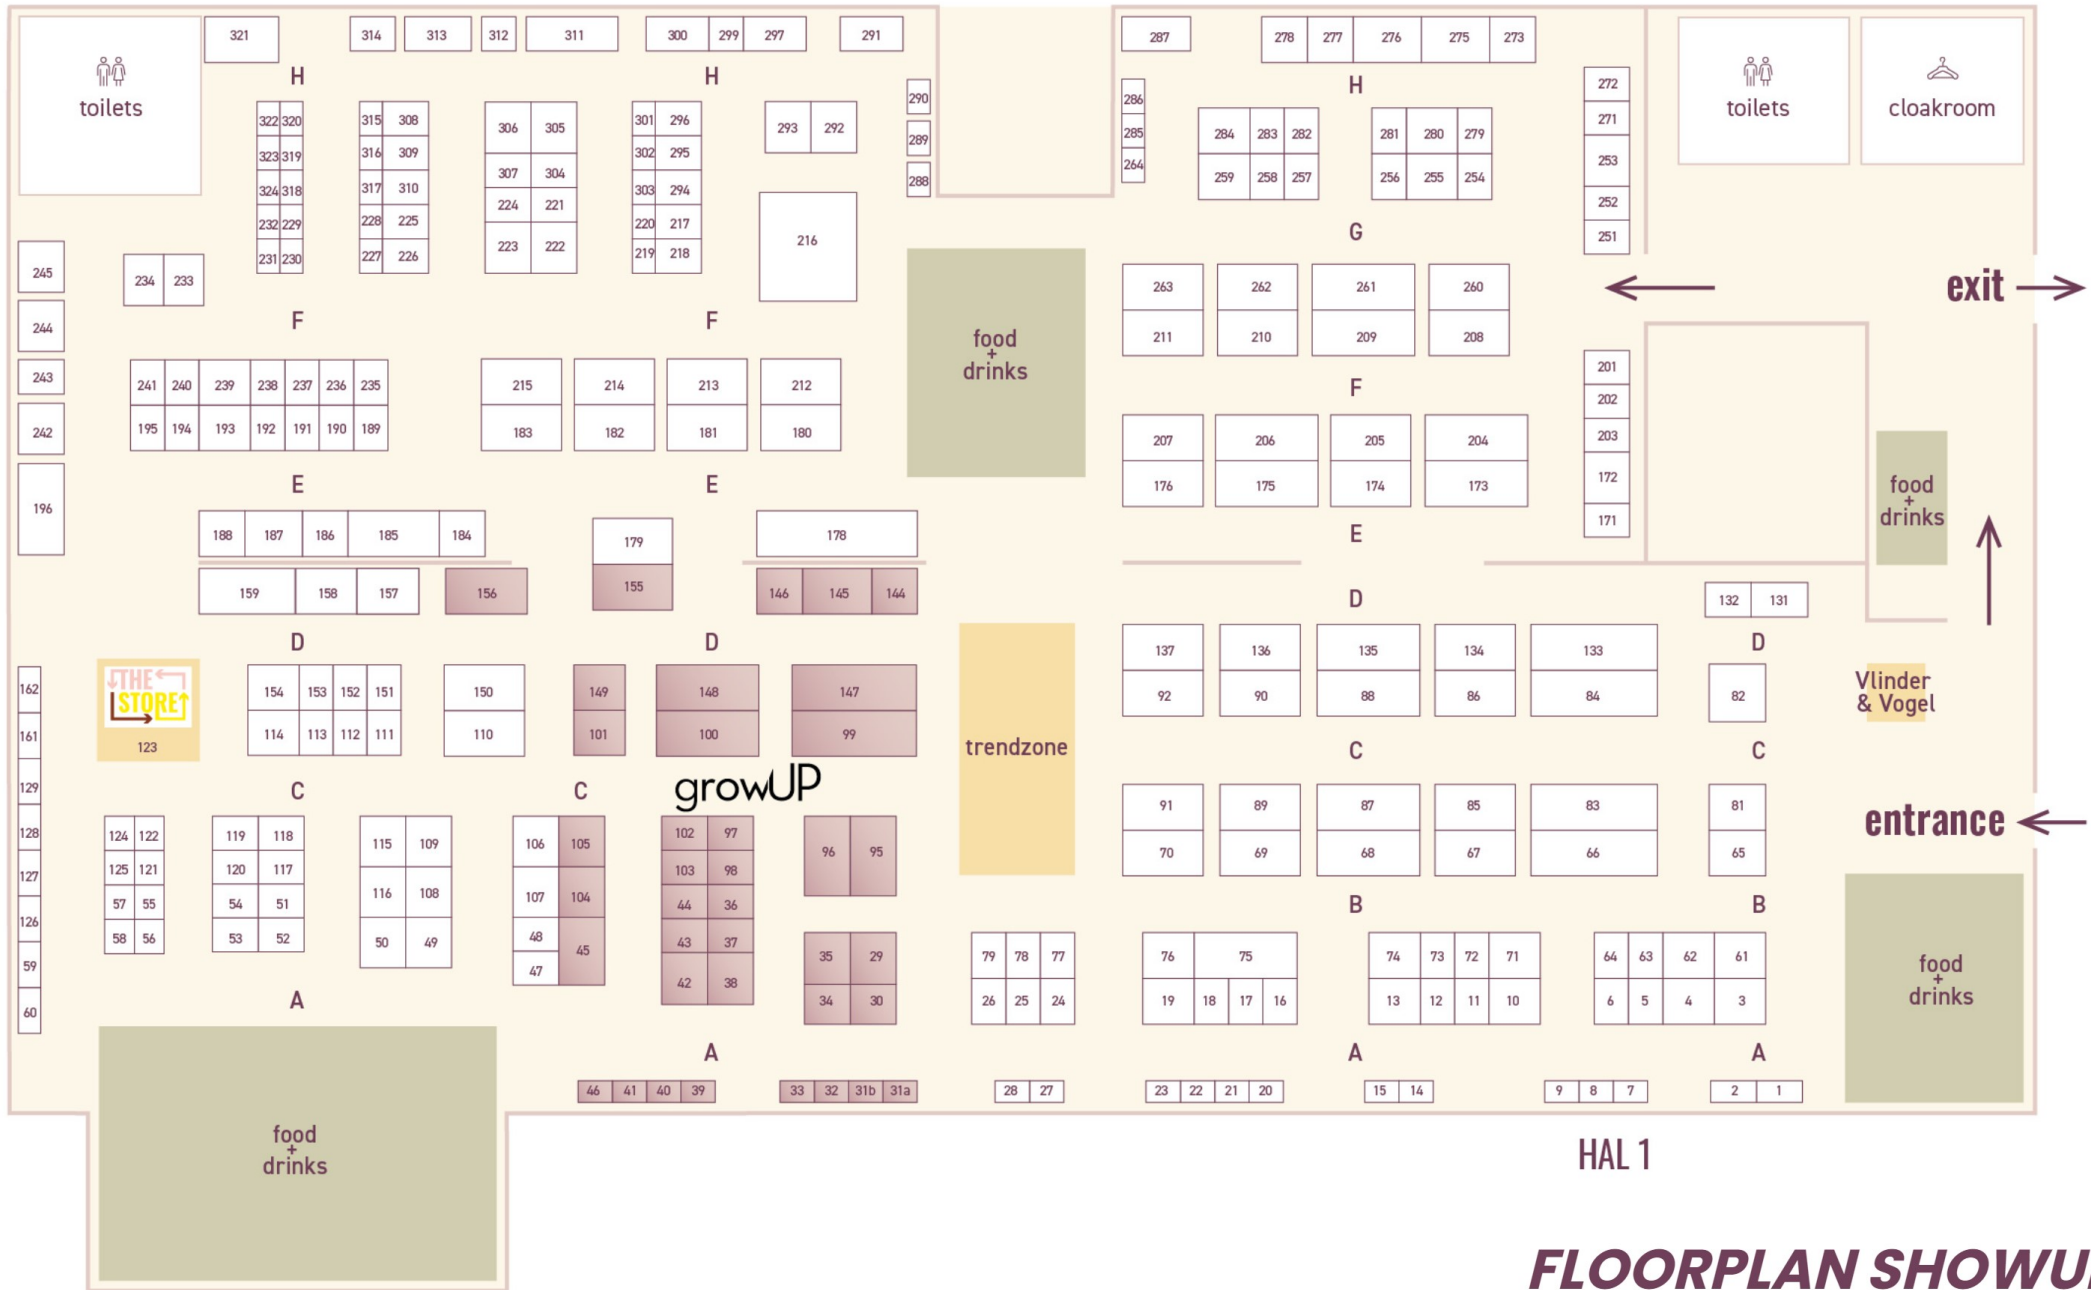 321 314 313 312 311 300 299 297 291 287 278 277 276 275 273
toilets
H H H
290 286 272
toilets
cloakroom
322 320 315 308 306 305 301 296 293 292 289 285 284 283 282 281 280 279 271
323 319 316 309 302 295 264 253
324 318 317 310 307 304 303 294 288 259 258 257 256 255 254
232 229 228 225 224 221 220 217 252
231 230 227 226 223 222 219 218 216 G 251
245 234 233 263 262 261 260
exit
244 F F 211 210 209 208
food
+
drinks
243 241 240 239 238 237 236 235 215 214 213 212 F 201
202
242 195 194 193 192 191 190 189 183 182 181 180 207 206 205 204 203
E E 176 175 174 173 172
196 food
+
drinks
188 187 186 185 184 179 178 E 171
159 158 157 156 155 146 145 144 D 132 131
D D D
162 THE
STORE
154 153 152 151 150 149 148 147 137 136 135 134 133
161 123 114 113 112 111 110 101 100 99 92 90 88 86 84 82
Vlinder
& Vogel
trendzone
129 C C growUP C C
128 124 122 119 118 115 109 106 105 102 97 96 95 91 89 87 85 83 81
entrance
127 125 121 120 117 116 108 107 104 103 98 70 69 68 67 66 65
126 57 55 54 51 48 45 44 36 B B
59 58 56 53 52 50 49 47 43 37 35 29 79 78 77 76 75 74 73 72 71 64 63 62 61
60 A 42 38 34 30 26 25 24 19 18 17 16 13 12 11 10 6 5 4 3
food
+
drinks
A A A
46 41 40 39 33 32 31b 31a 28 27 23 22 21 20 15 14 9 8 7 2 1
food
+
drinks
HAL 1
FLOORPLAN SHOWU